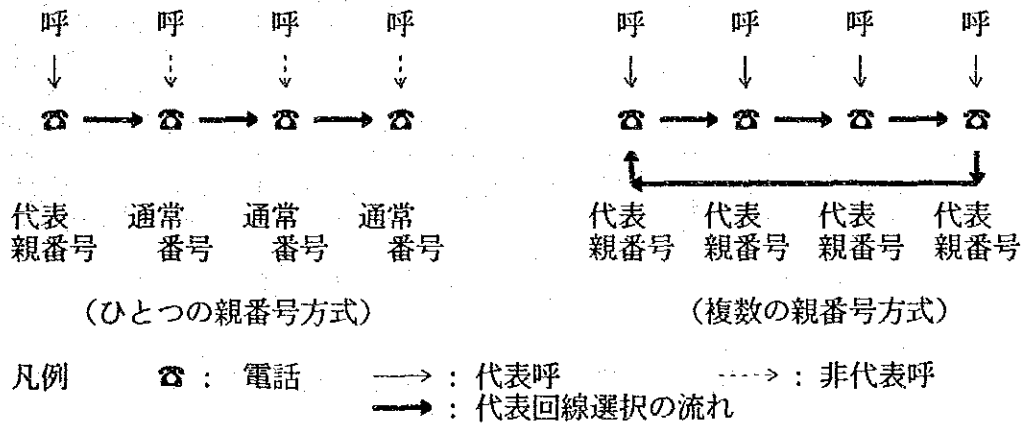 呼 呼 呼 呼 呼 呼 呼 呼
代表 通常 通常 通常 代表 代表 代表 代表
親番号 番号 番号 番号 親番号 親番号 親番号 親番号
(ひとつの親番号方式) (複数の親番号方式)
凡例 ☎ : 電話 → : 代表呼 ⇢ : 非代表呼
→ : 代表回線選択の流れ